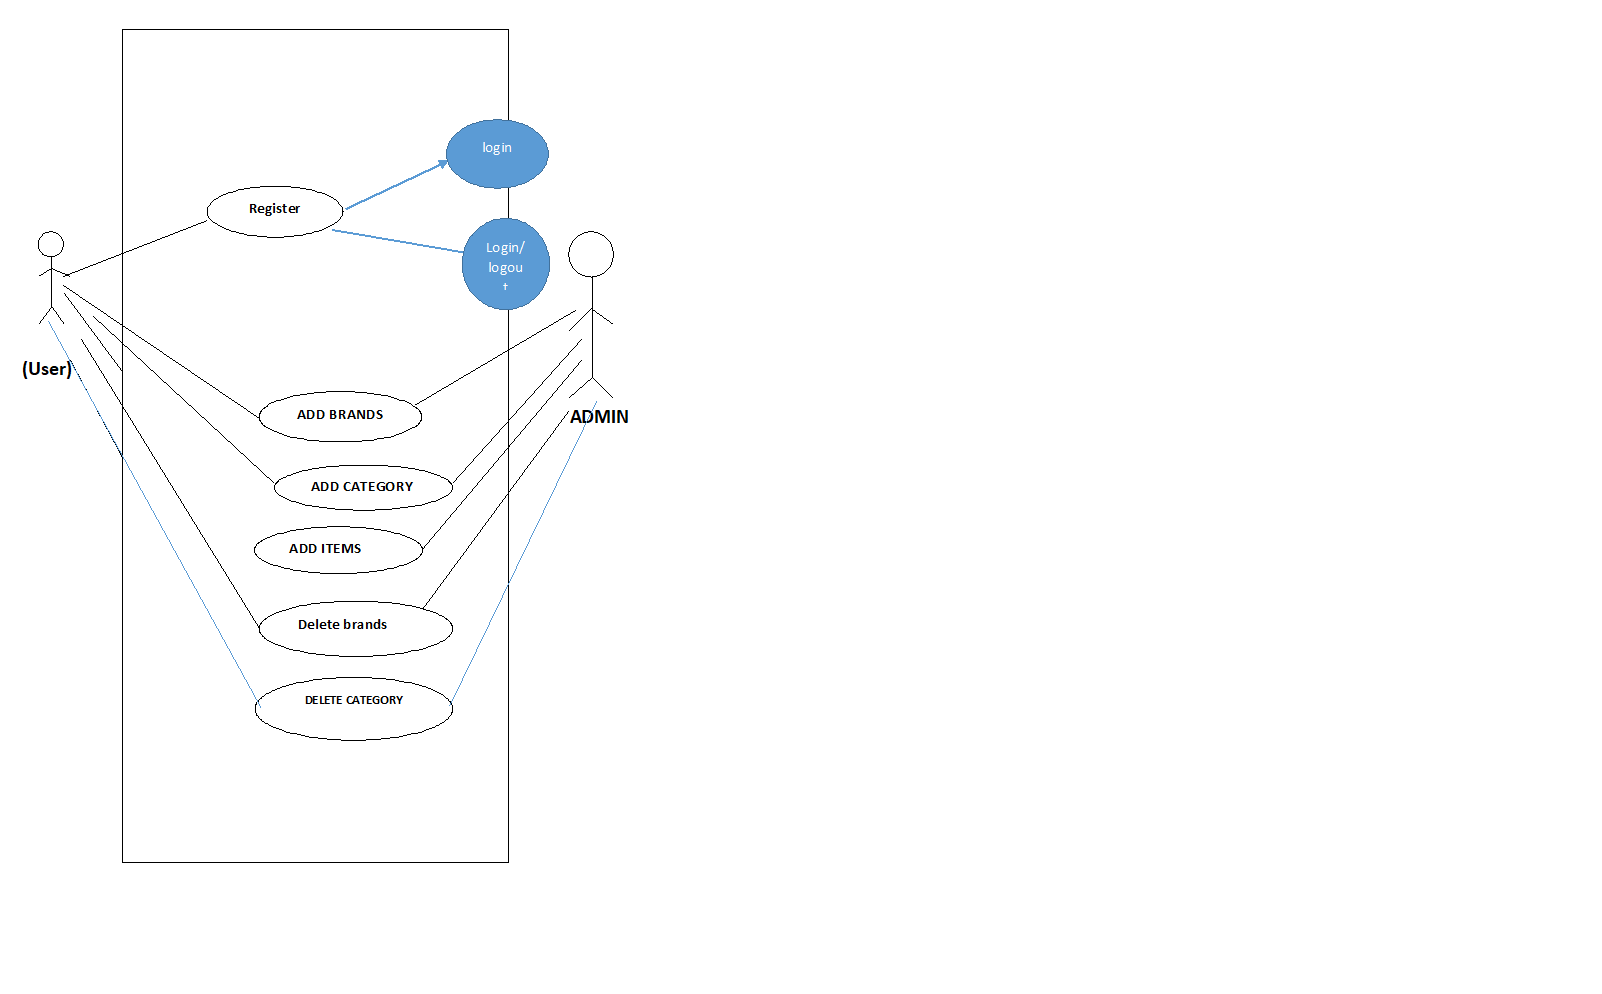 login
Register
Login/
logou
t
(User)
ADD BRANDS
ADMIN
ADD CATEGORY
ADD ITEMS
Delete brands
DELETE CATEGORY